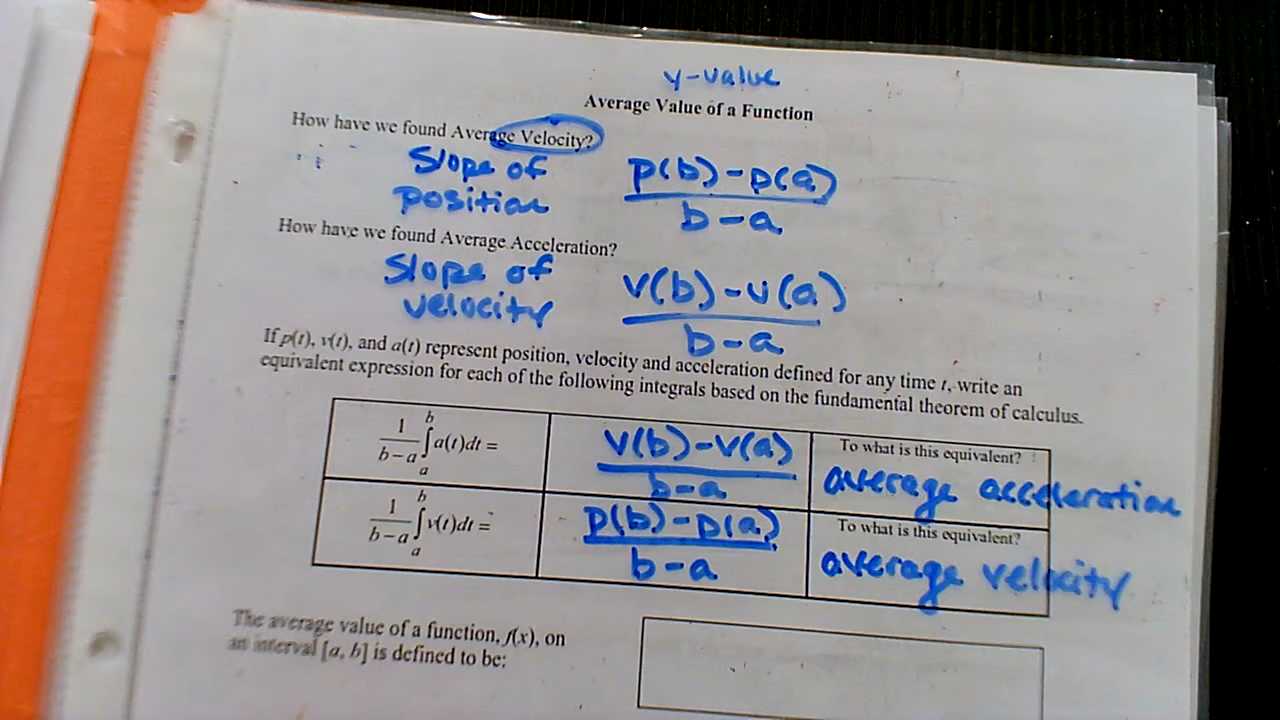 y-value
Average Value of a Function
How have we found Average Velocity?
Slope of
position
p(b)-p(a)
b-a
How have we found Average Acceleration?
Slope of
velocity
v(b)-v(a)
b-a
If p(t), v(t), and a(t) represent position, velocity and acceleration defined for any time t, write an
equivalent expression for each of the following integrals based on the fundamental theorem of calculus.
1/(b-a) ∫_a^b a(t)dt =
v(b)-v(a)
b-a
To what is this equivalent?
average acceleration
1/(b-a) ∫_a^b v(t)dt =
p(b)-p(a)
b-a
To what is this equivalent?
average velocity
The average value of a function, f(x), on
an interval [a, b] is defined to be: